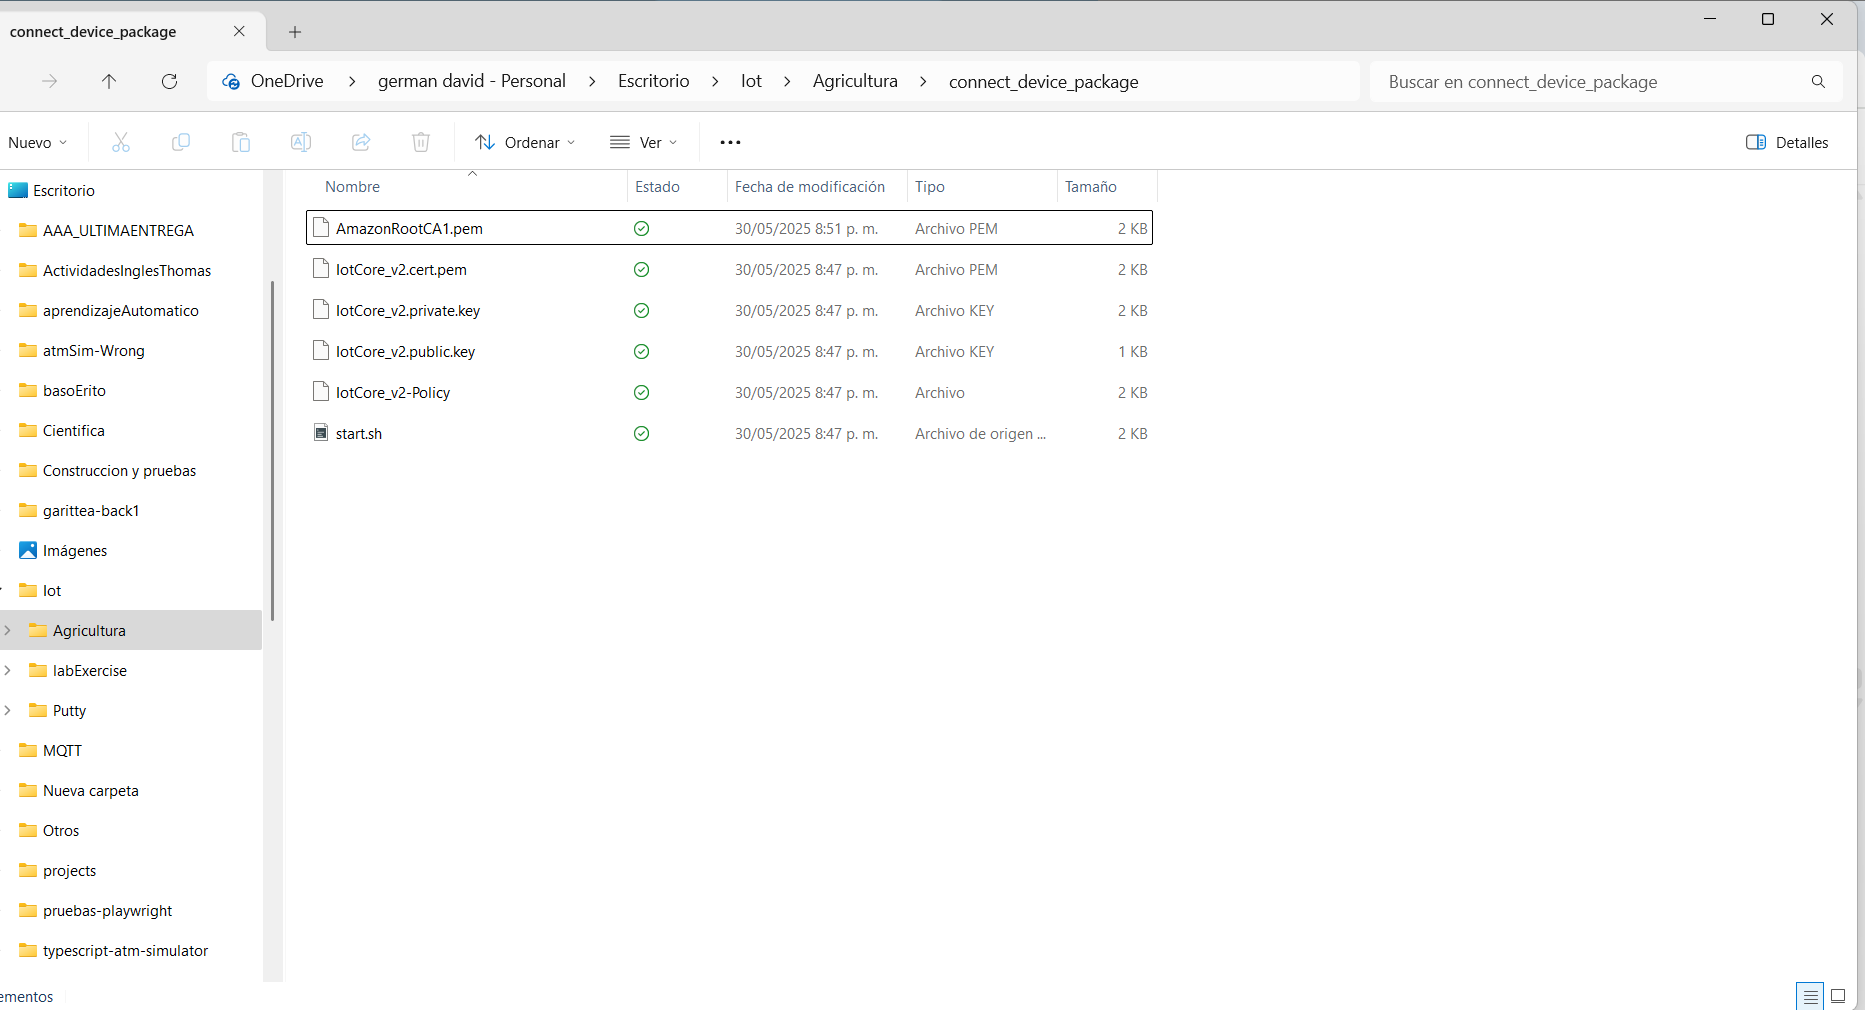 connect_device_package
OneDrive > german david - Personal > Escritorio > Iot > Agricultura > connect_device_package
Buscar en connect_device_package
Nuevo
Ordenar
Ver
Detalles
Nombre Estado Fecha de modificación Tipo Tamaño
AmazonRootCA1.pem 30/05/2025 8:51 p. m. Archivo PEM 2 KB
IotCore_v2.cert.pem 30/05/2025 8:47 p. m. Archivo PEM 2 KB
IotCore_v2.private.key 30/05/2025 8:47 p. m. Archivo KEY 2 KB
IotCore_v2.public.key 30/05/2025 8:47 p. m. Archivo KEY 1 KB
IotCore_v2-Policy 30/05/2025 8:47 p. m. Archivo 2 KB
start.sh 30/05/2025 8:47 p. m. Archivo de origen ... 2 KB
Escritorio
AAA_ULTIMAENTREGA
ActividadesInglesThomas
aprendizajeAutomatico
atmSim-Wrong
basoErito
Cientifica
Construccion y pruebas
garittea-back1
Imágenes
Iot
Agricultura
labExercise
Putty
MQTT
Nueva carpeta
Otros
projects
pruebas-playwright
typescript-atm-simulator
ementos